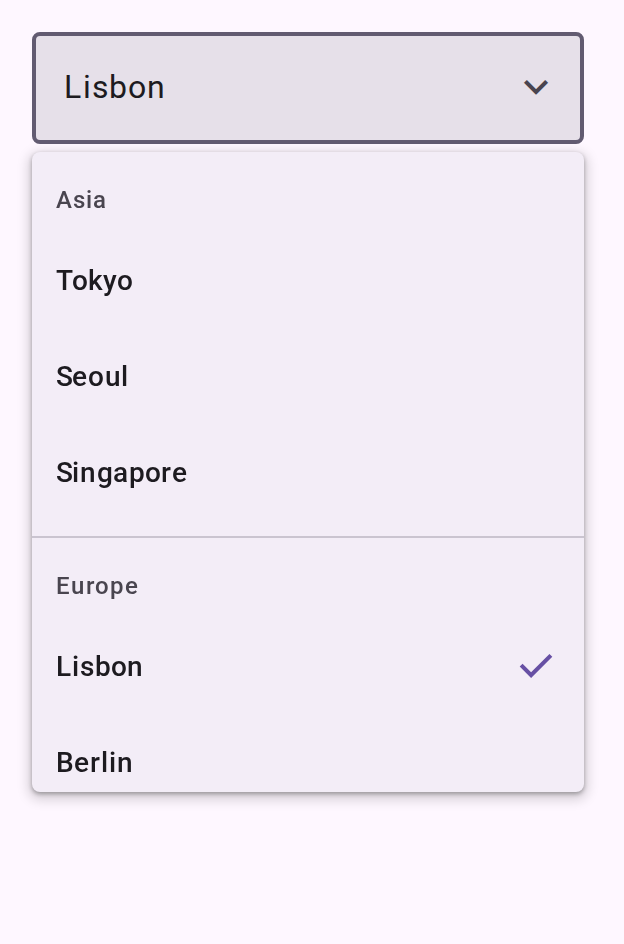 Lisbon
Asia
Tokyo
Seoul
Singapore
Europe
Lisbon
Berlin